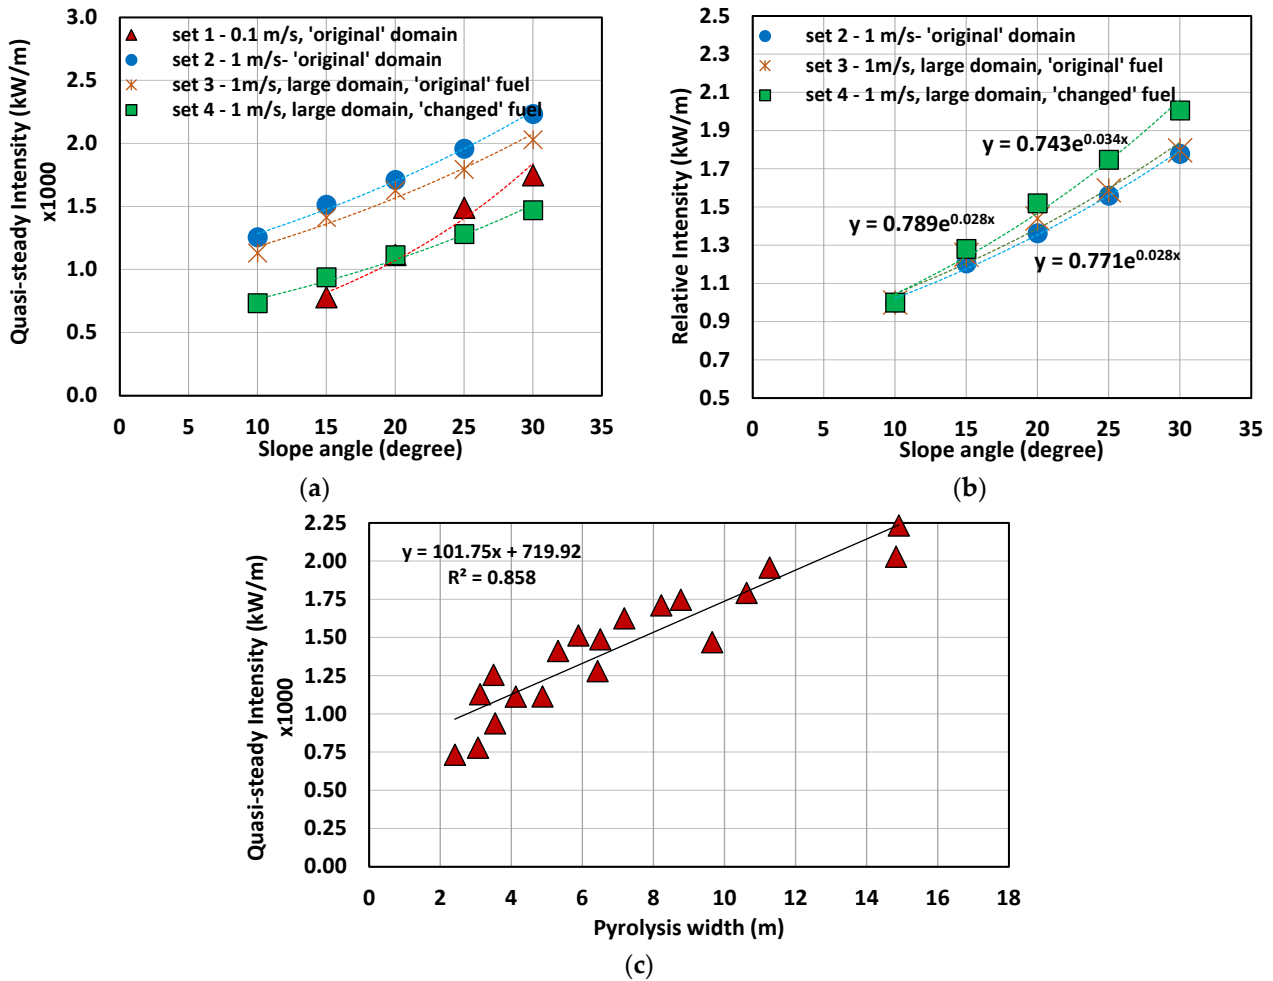 3.0
2.5
2.0
1.5
1.0
0.5
0.0
Quasi-steady Intensity (kW/m)
x1000
set 1 - 0.1 m/s, 'original' domain
set 2 - 1 m/s- 'original' domain
set 3 - 1m/s, large domain, 'original' fuel
set 4 - 1 m/s, large domain, 'changed' fuel
0 5 10 15 20 25 30 35
Slope angle (degree)
(a)
2.5
2.3
2.1
1.9
1.7
1.5
1.3
1.1
0.9
0.7
0.5
Relative Intensity (kW/m)
set 2 - 1 m/s- 'original' domain
set 3 - 1m/s, large domain, 'original' fuel
set 4 - 1 m/s, large domain, 'changed' fuel
y = 0.743e^0.034x
y = 0.789e^0.028x
y = 0.771e^0.028x
0 5 10 15 20 25 30 35
Slope angle (degree)
(b)
2.25
2.00
1.75
1.50
1.25
1.00
0.75
0.50
0.25
0.00
Quasi-steady Intensity (kW/m)
x1000
y = 101.75x + 719.92
R² = 0.858
0 2 4 6 8 10 12 14 16 18
Pyrolysis width (m)
(c)